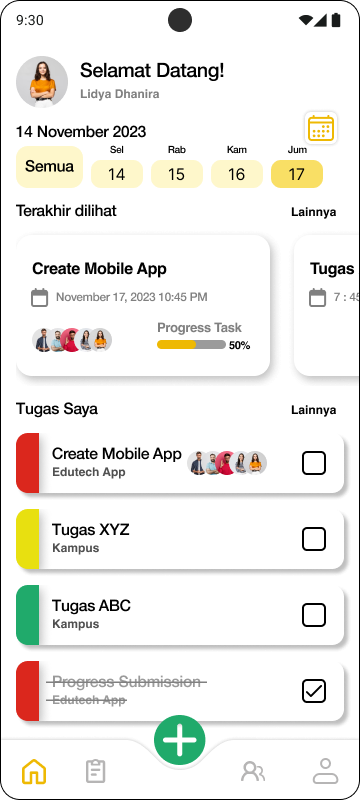 9:30
Selamat Datang!
Lidya Dhanira
14 November 2023
Sel Rab Kam Jum
Semua 14 15 16 17
Terakhir dilihat Lainnya
Create Mobile App Tugas
November 17, 2023 10:45 PM 7 : 45
Progress Task
50%
Tugas Saya Lainnya
Create Mobile App
Edutech App
Tugas XYZ
Kampus
Tugas ABC
Kampus
Progress Submission
Edutech App